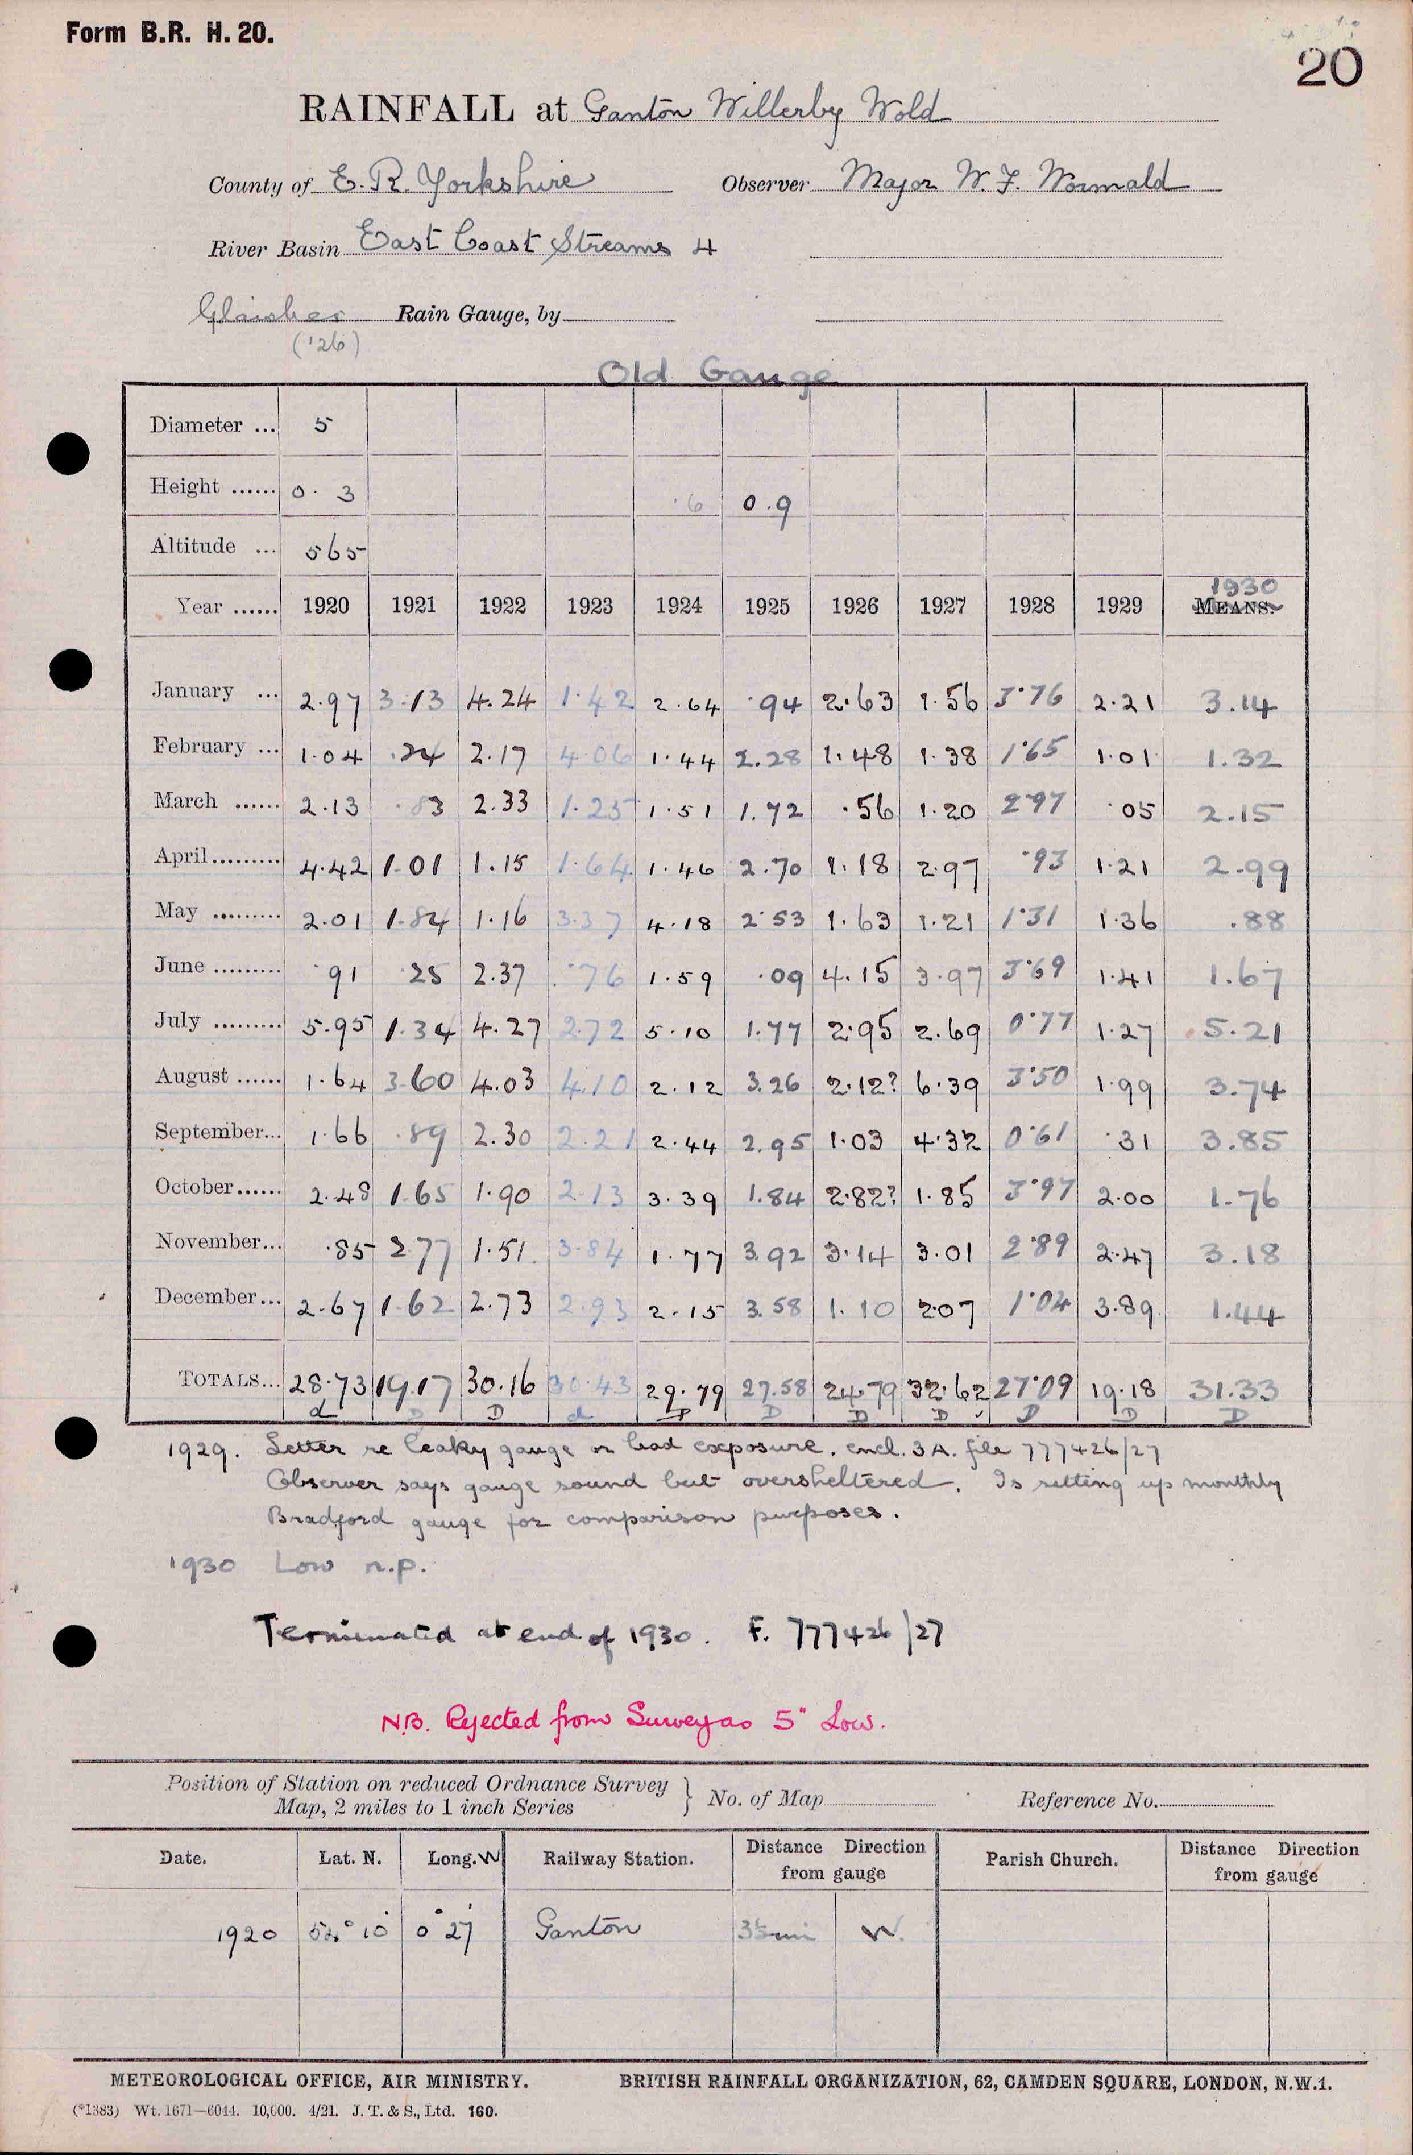 Form B.R. H. 20.
20
RAINFALL at Ganton Willerby Wold
County of E. R. Yorkshire Observer Major W. F. Wormald
River Basin East Coast Streams 4
Glaisher Rain Gauge, by
('26)
Old Gauge
Diameter ... 5
Height ...... 0. 3 .6 0.9
Altitude ... 565
Year ...... 1920 1921 1922 1923 1924 1925 1926 1927 1928 1929 MEANS. 1930
January ... 2.97 3.13 4.24 1.42 2.64 .94 2.63 1.56 3.76 2.21 3.14
February ... 1.04 .24 2.17 4.06 1.44 2.28 1.48 1.38 1.65 1.01 1.32
March ...... 2.13 .83 2.33 1.25 1.51 1.72 .56 1.20 2.97 .05 2.15
April......... 4.42 1.01 1.15 1.64 1.46 2.70 1.18 2.97 .93 1.21 2.99
May ......... 2.01 1.84 1.16 3.37 4.18 2.53 1.63 1.21 1.31 1.36 .88
June ......... .91 .25 2.37 .76 1.59 .09 4.15 3.97 3.69 1.41 1.67
July ......... 5.95 1.34 4.27 2.72 5.10 1.77 2.95 2.69 0.77 1.27 5.21
August ...... 1.64 3.60 4.03 4.10 2.12 3.26 2.12? 6.39 3.50 1.99 3.74
September... 1.66 .89 2.30 2.21 2.44 2.95 1.03 4.32 0.61 .31 3.85
October...... 2.48 1.65 1.90 2.13 3.39 1.84 2.82? 1.85 3.97 2.00 1.76
November... .85 2.77 1.51 3.84 1.77 3.92 3.14 3.01 2.89 2.47 3.18
December... 2.67 1.62 2.73 2.93 2.15 3.58 1.10 2.07 1.04 3.89 1.44
TOTALS... 28.73 19.17 30.16 30.43 29.79 27.58 24.79 32.62 27.09 19.18 31.33
d D D d D D D D D D D
1929. Letter re leaky gauge or bad exposure. encl. 3A. file 777426/27
Observer says gauge sound but oversheltered. Is setting up monthly
Bradford gauge for comparison purposes.
1930 Low n.p.
Terminated at end of 1930. F. 777426/27
N.B. Rejected from Survey as 5" Low.
Position of Station on reduced Ordnance Survey
Map, 2 miles to 1 inch Series } No. of Map Reference No.
Date. Lat. N. Long. W Railway Station. Distance Direction from gauge Parish Church. Distance Direction from gauge
1920 54° 10' 0° 27' Ganton W.
METEOROLOGICAL OFFICE, AIR MINISTRY. BRITISH RAINFALL ORGANIZATION, 62, CAMDEN SQUARE, LONDON, N.W.1.
(*1383) Wt. 1671—6044. 10,000. 4/21. J. T. & S., Ltd. 160.